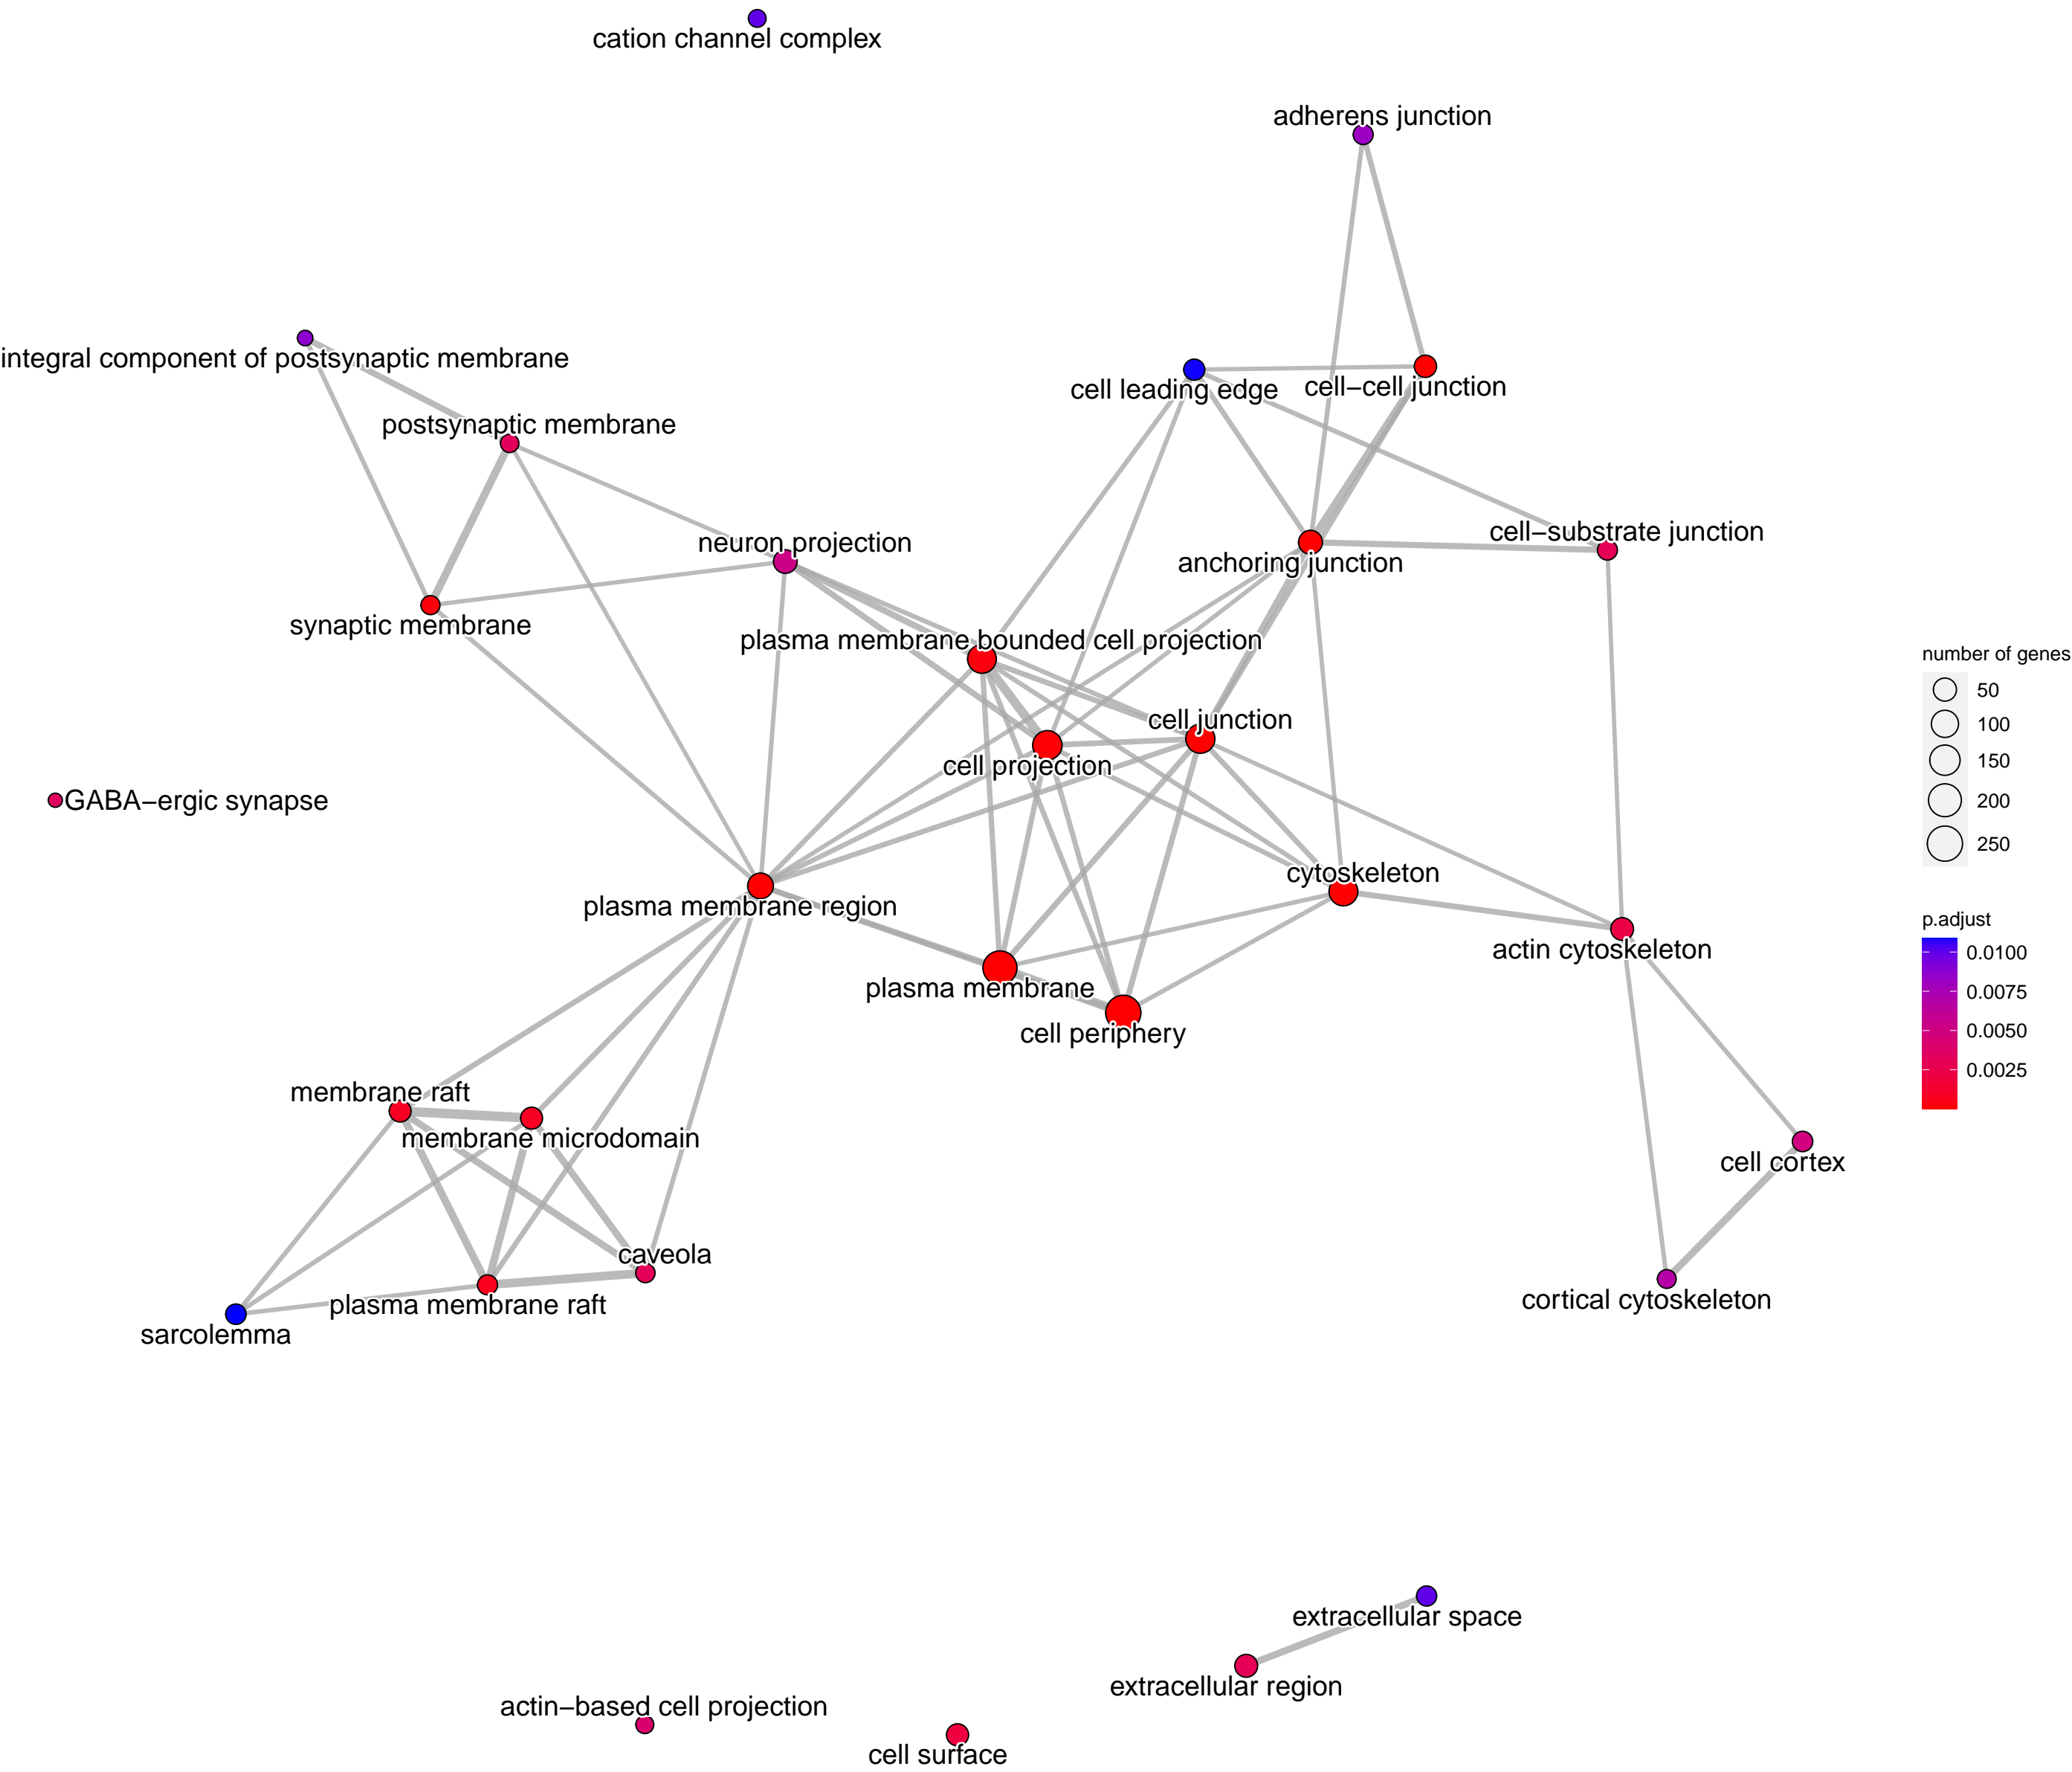 cation channel complex
adherens junction
integral component of postsynaptic membrane
cell leading edge
cell−cell junction
postsynaptic membrane
neuron projection
cell−substrate junction
anchoring junction
synaptic membrane
plasma membrane bounded cell projection
cell junction
cell projection
GABA−ergic synapse
cytoskeleton
plasma membrane region
actin cytoskeleton
plasma membrane
cell periphery
membrane raft
membrane microdomain
cell cortex
caveola
plasma membrane raft
cortical cytoskeleton
sarcolemma
extracellular space
extracellular region
actin−based cell projection
cell surface
number of genes
50
100
150
200
250
p.adjust
0.0100
0.0075
0.0050
0.0025